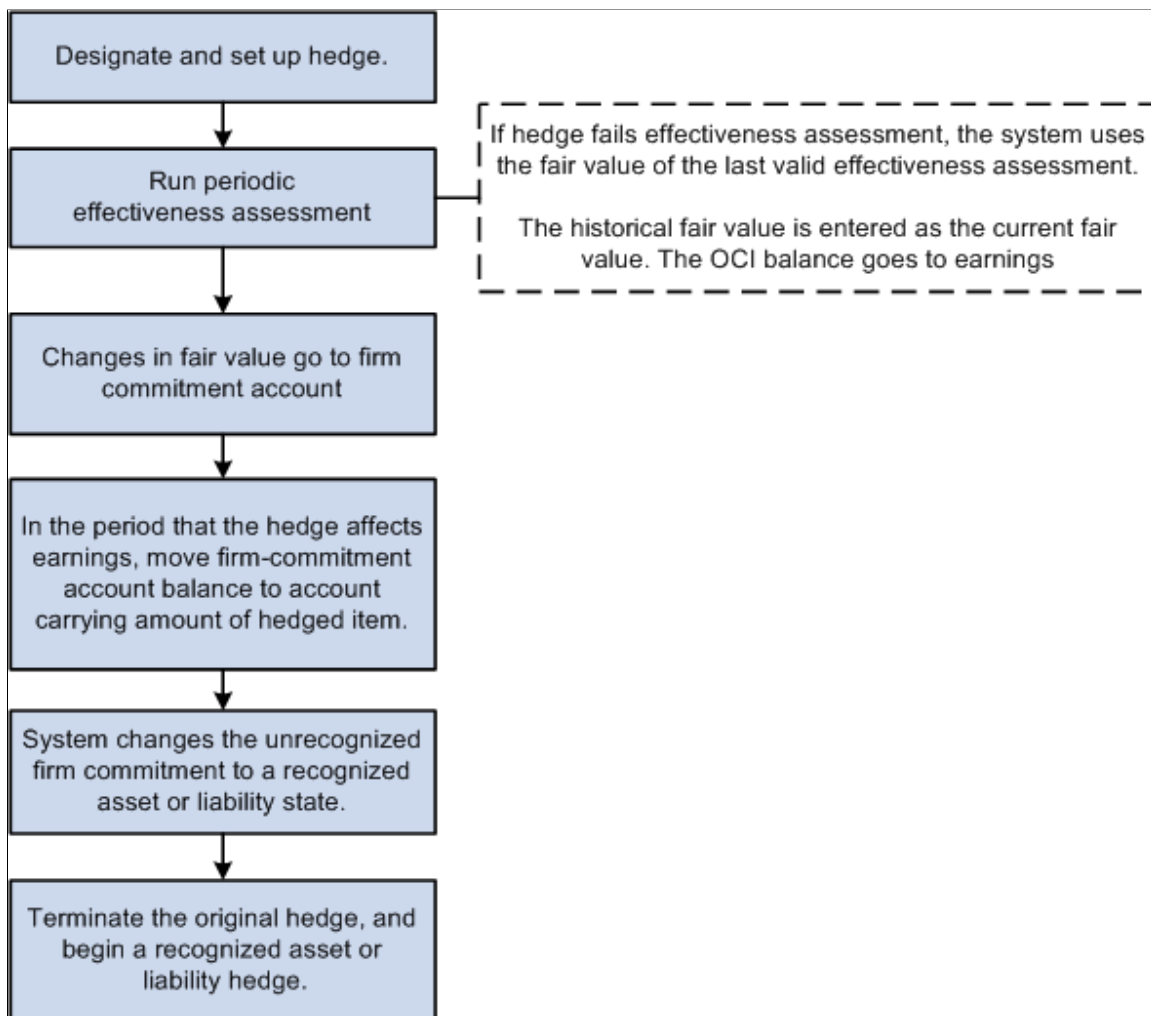 Designate and set up hedge.
Run periodic
effectiveness assessment
If hedge fails effectiveness assessment, the system uses
the fair value of the last valid effectiveness assessment.
The historical fair value is entered as the current fair
value. The OCI balance goes to earnings
Changes in fair value go to firm
commitment account
In the period that the hedge affects
earnings, move firm-commitment
account balance to account
carrying amount of hedged item.
System changes the unrecognized
firm commitment to a recognized
asset or liability state.
Terminate the original hedge, and
begin a recognized asset or
liability hedge.